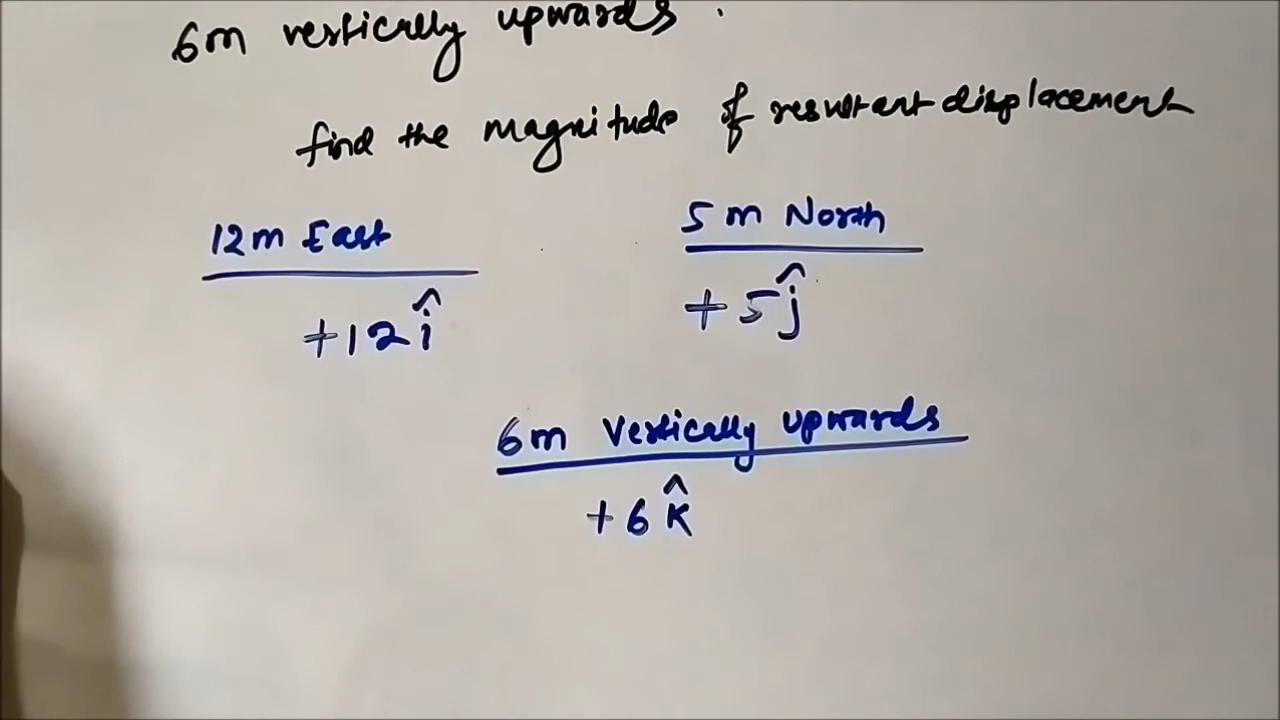 6m vertically upwards.
find the magnitude of resultant displacement
12m East
5m North
+12î
+5ĵ
6m Vertically upwards
+6k̂